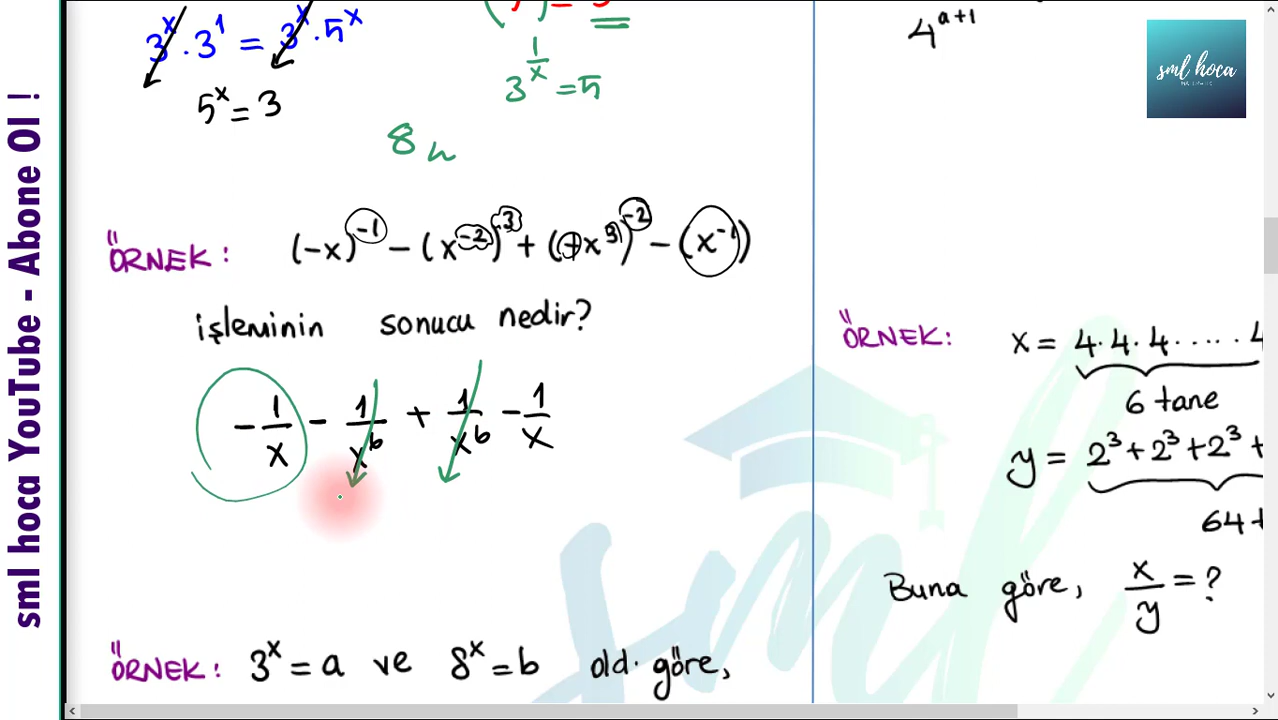 sml hoca YouTube - Abone Ol !
3^x · 3^1 = 3^x · 5^x
5^x = 3
3^(1/x) = 5
8
ÖRNEK: (-x)^-1 - (x^-2)^-3 + (+x^3)^-2 - (x^-1)
işleminin sonucu nedir?
- 1/x - 1/x^6 + 1/x^6 - 1/x
ÖRNEK: 3^x = a ve 8^x = b old. göre,
4^(a+1)
sml hoca
ÖRNEK: x = 4·4·4·.....·4
6 tane
y = 2^3 + 2^3 + 2^3 +
64 t
Buna göre, x/y = ?
sml